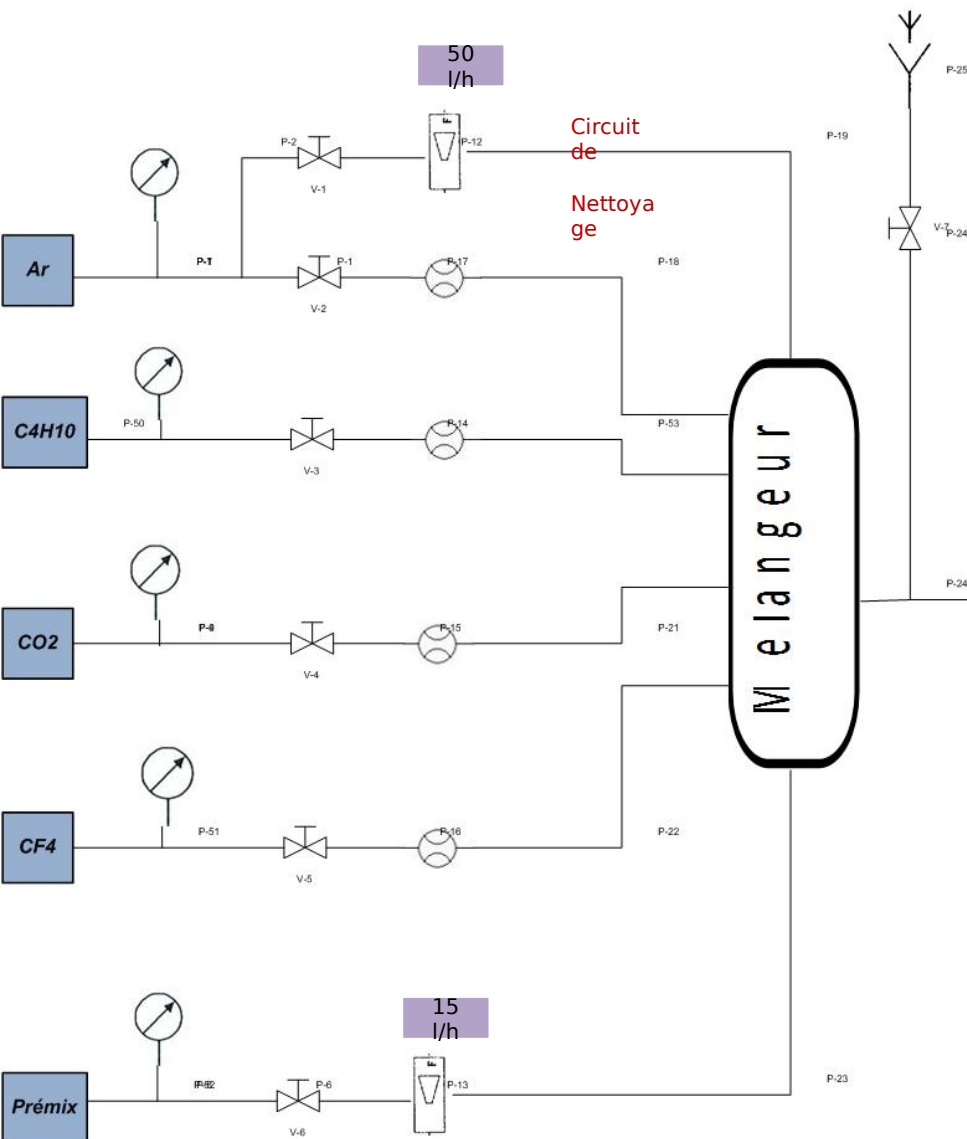 50
l/h
P-25
Circuit
de
P-19
P-2
P-12
V-1
Nettoya
ge
V-7
P-24
Ar
P-1
P-17
P-18
V-2
C4H10
P-50
P-14
P-53
V-3
Melangeur
P-24
CO2
P-15
P-21
V-4
CF4
P-51
P-16
P-22
V-5
15
l/h
P-23
P-6
P-13
Prémix
V-6